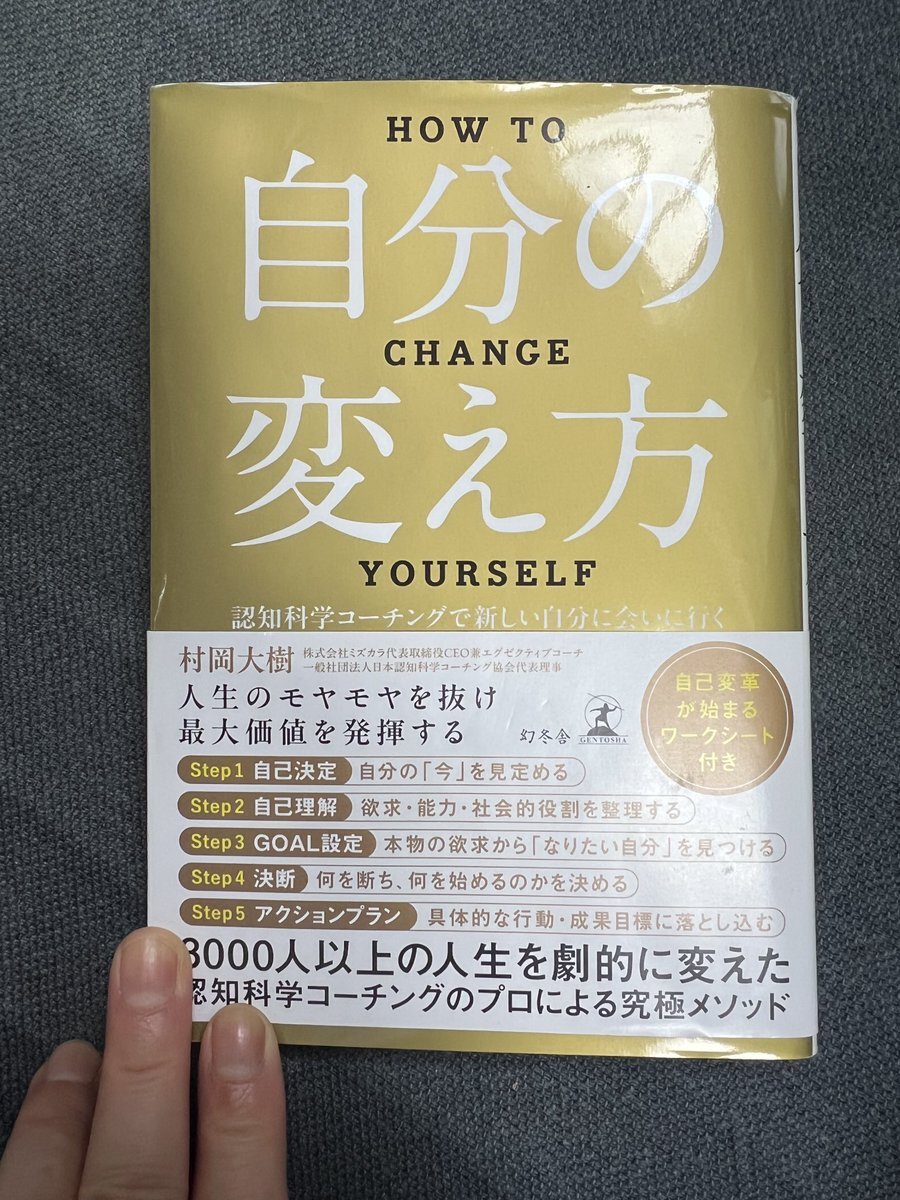 HOW TO
自分の
CHANGE
変え方
YOURSELF
認知科学コーチングで新しい自分に会いに行く
村岡大樹
株式会社ミズカラ代表取締役CEO兼エグゼクティブコーチ
一般社団法人日本認知科学コーチング協会代表理事
人生のモヤモヤを抜け
最大価値を発揮する
幻冬舎
GENTOSHA
自己変革
が始まる
ワークシート
付き
Step1 自己決定 自分の「今」を見定める
Step2 自己理解 欲求・能力・社会的役割を整理する
Step3 GOAL設定 本物の欲求から「なりたい自分」を見つける
Step4 決断 何を断ち、何を始めるのかを決める
Step5 アクションプラン 具体的な行動・成果目標に落とし込む
3000人以上の人生を劇的に変えた
認知科学コーチングのプロによる究極メソッド